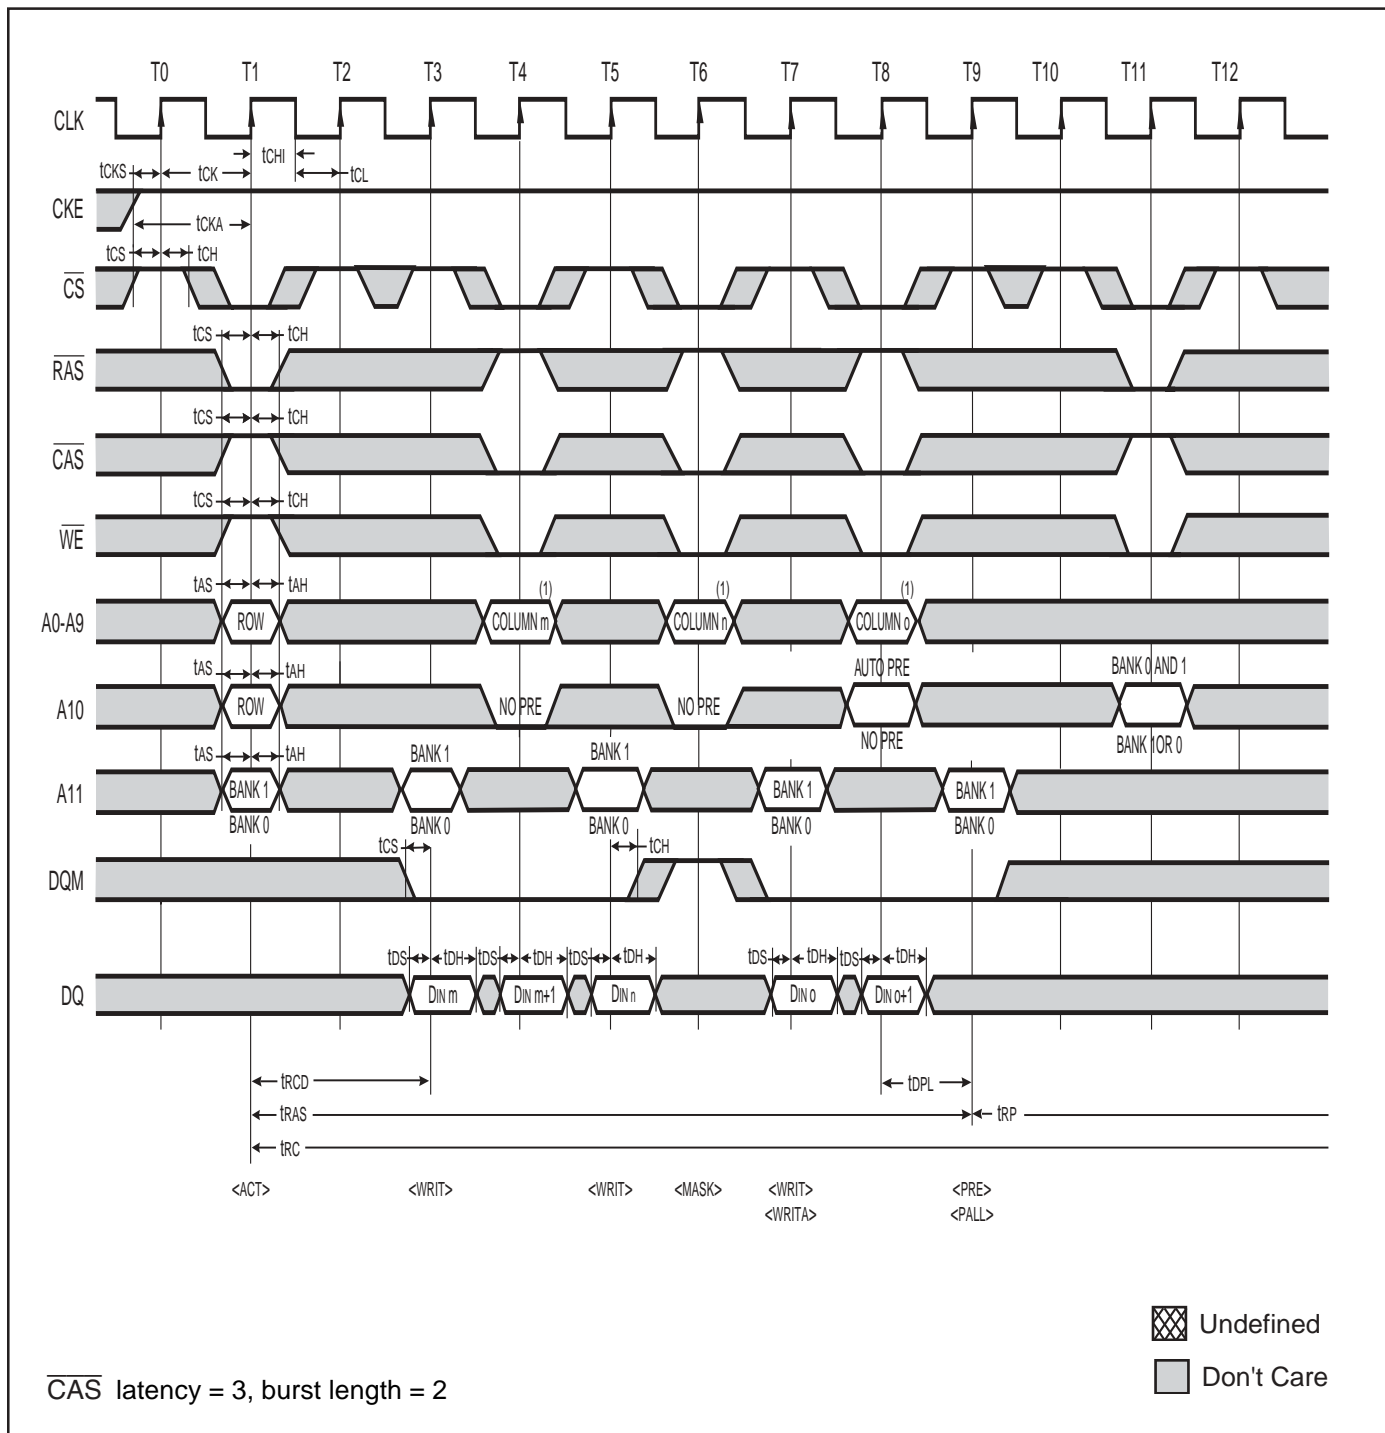 T0 T1 T2 T3 T4 T5 T6 T7 T8 T9 T10 T11 T12
CLK
tCHI
tCKS tCK tCL
CKE
tCKA
tCS tCH
CS
tCS tCH
RAS
tCS tCH
CAS
tCS tCH
WE
tAS tAH (1) (1) (1)
A0-A9 ROW COLUMN m COLUMN n COLUMN o
tAS tAH AUTO PRE BANK 0 AND 1
A10 ROW NO PRE NO PRE
NO PRE BANK 1OR 0
tAS tAH BANK 1 BANK 1
A11 BANK 1 BANK 1 BANK 1
BANK 0 BANK 0 BANK 0 BANK 0 BANK 0
tCS tCH
DQM
tDS tDH tDS tDH tDS tDH tDS tDH tDS tDH
DQ DIN m DIN m+1 DIN n DIN o DIN o+1
tRCD tDPL
tRAS tRP
tRC
<ACT> <WRIT> <WRIT> <MASK> <WRIT> <PRE>
<WRITA> <PALL>
Undefined
Don't Care
CAS latency = 3, burst length = 2